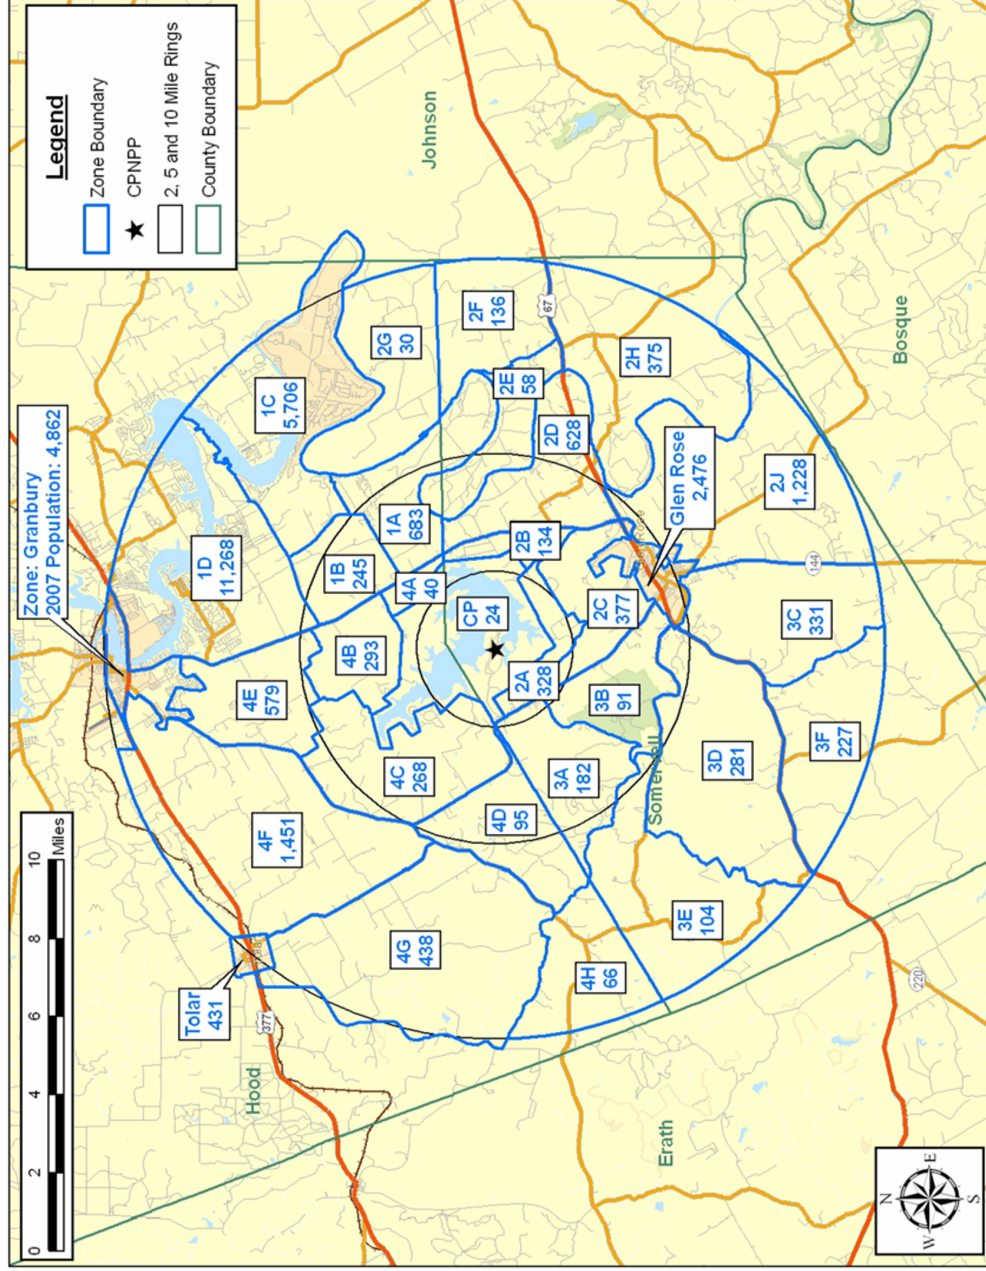 Legend
Zone Boundary
CPNPP
2, 5 and 10 Mile Rings
County Boundary
0 2 4 6 8 10
Miles
Zone: Granbury
2007 Population: 4,862
Tolar
431
Glen Rose
2,476
Hood
Johnson
Erath
Bosque
Somervell
377
67
144
220
4F
1,451
4E
579
1D
11,268
1C
5,706
4G
438
4C
268
4B
293
1B
245
4A
40
1A
683
2G
30
4D
95
CP
24
2B
134
2E
58
2F
136
4H
66
3A
182
2A
328
3B
91
2C
377
2D
628
2H
375
3E
104
3D
281
3F
227
3C
331
2J
1,228
N
W
E
S